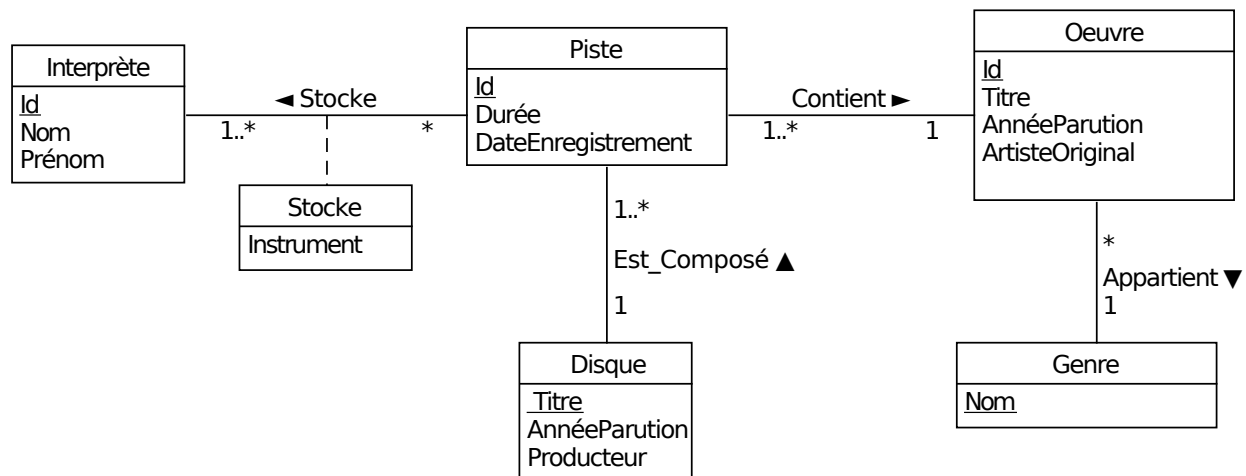 Interprète
Id
Nom
Prénom
◄ Stocke
1..*
*
Stocke
Instrument
Piste
Id
Durée
DateEnregistrement
Contient ►
1..*
1
Oeuvre
Id
Titre
AnnéeParution
ArtisteOriginal
1..*
Est_Composé ▲
1
Disque
Titre
AnnéeParution
Producteur
*
Appartient ▼
1
Genre
Nom